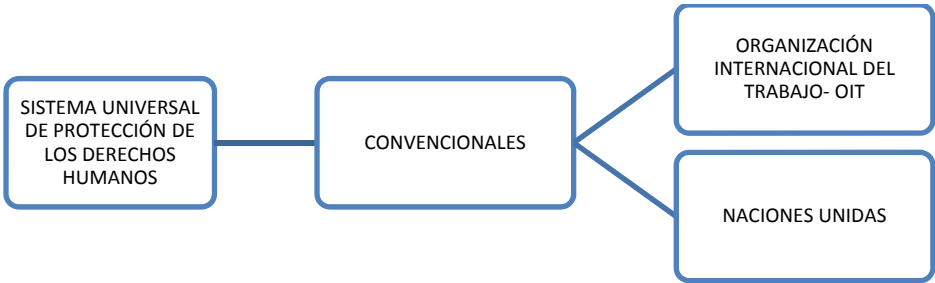 SISTEMA UNIVERSAL
DE PROTECCIÓN DE
LOS DERECHOS
HUMANOS
CONVENCIONALES
ORGANIZACIÓN
INTERNACIONAL DEL
TRABAJO- OIT
NACIONES UNIDAS